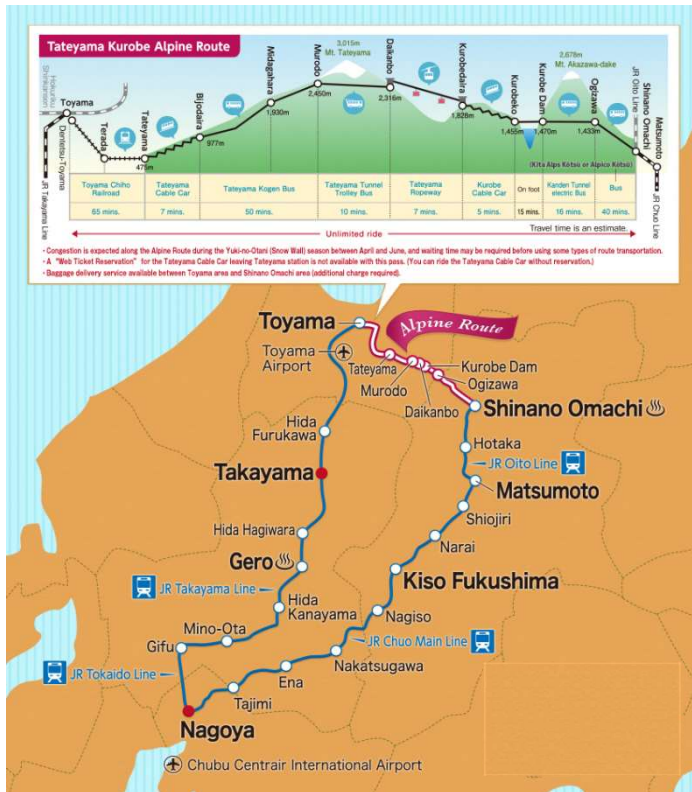 Tateyama Kurobe Alpine Route
3,015m
Mt. Tateyama
2,678m
Mt. Akazawa-dake
Hokuriku
Shinkansen
Toyama
Dentetsu-Toyama
JR Takayama Line
Terada
Tateyama
475m
Bijodaira
977m
Midagahara
1,930m
Murodo
2,450m
Daikanbo
2,316m
Kurobedaira
1,828m
Kurobeko
1,455m
Kurobe Dam
1,470m
Ogizawa
1,433m
JR Oito Line
Shinano Omachi
Matsumoto
JR Chuo Line
(Kita Alps Kotsu or Alpico Kotsu)
Toyama Chiho
Railroad
Tateyama
Cable Car
Tateyama Kogen Bus
Tateyama Tunnel
Trolley Bus
Tateyama
Ropeway
Kurobe
Cable Car
On foot
Kanden Tunnel
electric Bus
Bus
65 mins.
7 mins.
50 mins.
10 mins.
7 mins.
5 mins.
15 mins.
16 mins.
40 mins.
Unlimited ride
Travel time is an estimate.
• Congestion is expected along the Alpine Route during the Yuki-no-Otani (Snow Wall) season between April and June, and waiting time may be required before using some types of route transportation.
• A "Web Ticket Reservation" for the Tateyama Cable Car leaving Tateyama station is not available with this pass. (You can ride the Tateyama Cable Car without reservation.)
• Baggage delivery service available between Toyama area and Shinano Omachi area (additional charge required).
Toyama
Alpine Route
Toyama
Airport
Tateyama
Kurobe Dam
Murodo
Ogizawa
Daikanbo
Shinano Omachi
Hida
Furukawa
Hotaka
JR Oito Line
Takayama
Matsumoto
Shiojiri
Hida Hagiwara
Narai
Gero
Kiso Fukushima
JR Takayama Line
Hida
Kanayama
Nagiso
Mino-Ota
JR Chuo Main Line
Gifu
Nakatsugawa
JR Tokaido Line
Ena
Tajimi
Nagoya
Chubu Centrair International Airport